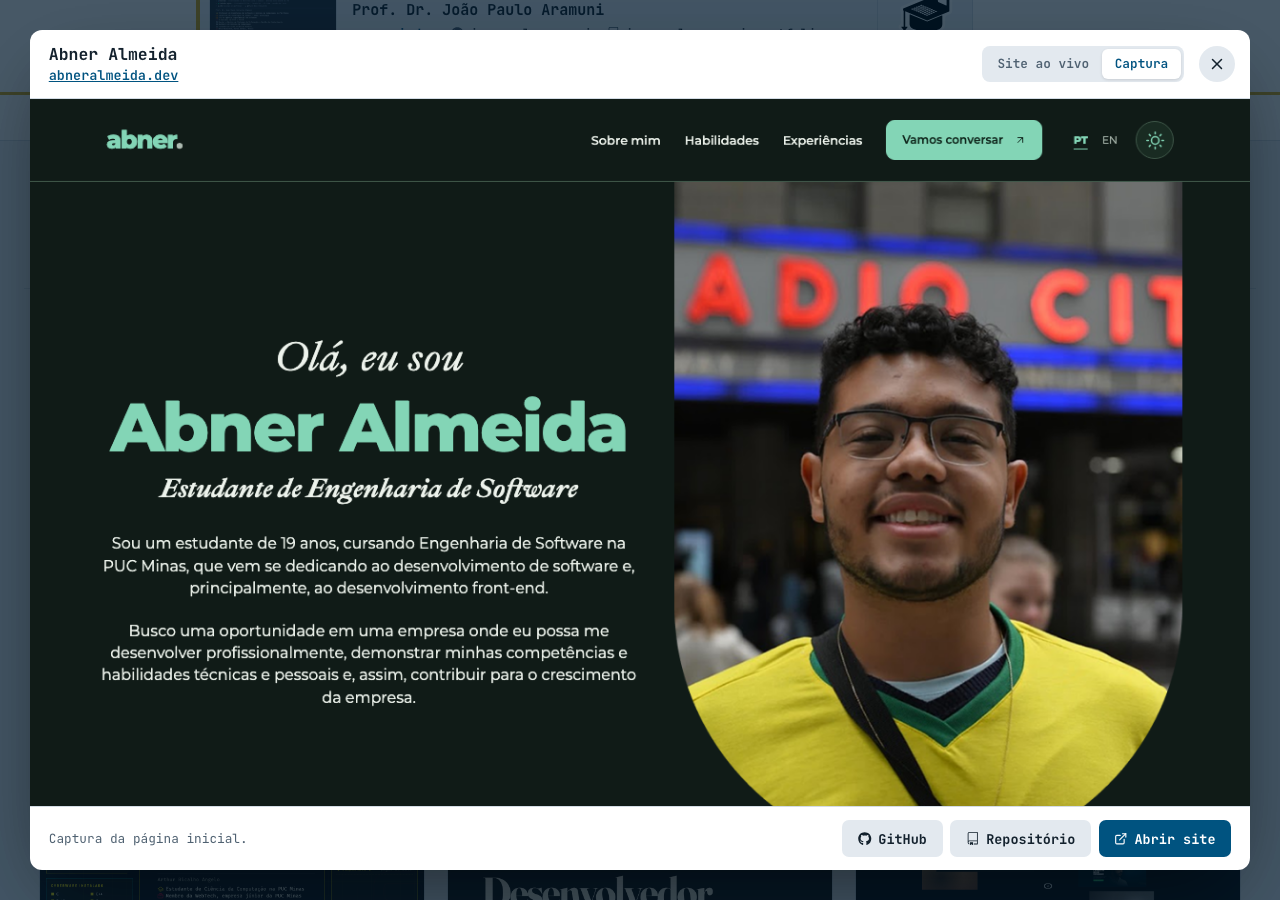 Prof. Dr. João Paulo Aramuni
Abner Almeida
abneralmeida.dev
Site ao vivo
Captura
abner.
Sobre mim
Habilidades
Experiências
Vamos conversar
PT
EN
ADIO CIT
Olá, eu sou
Abner Almeida
Estudante de Engenharia de Software
Sou um estudante de 19 anos, cursando Engenharia de Software na
PUC Minas, que vem se dedicando ao desenvolvimento de software e,
principalmente, ao desenvolvimento front-end.
Busco uma oportunidade em uma empresa onde eu possa me
desenvolver profissionalmente, demonstrar minhas competências e
habilidades técnicas e pessoais e, assim, contribuir para o crescimento
da empresa.
Captura da página inicial.
GitHub
Repositório
Abrir site
Desenvolvedor